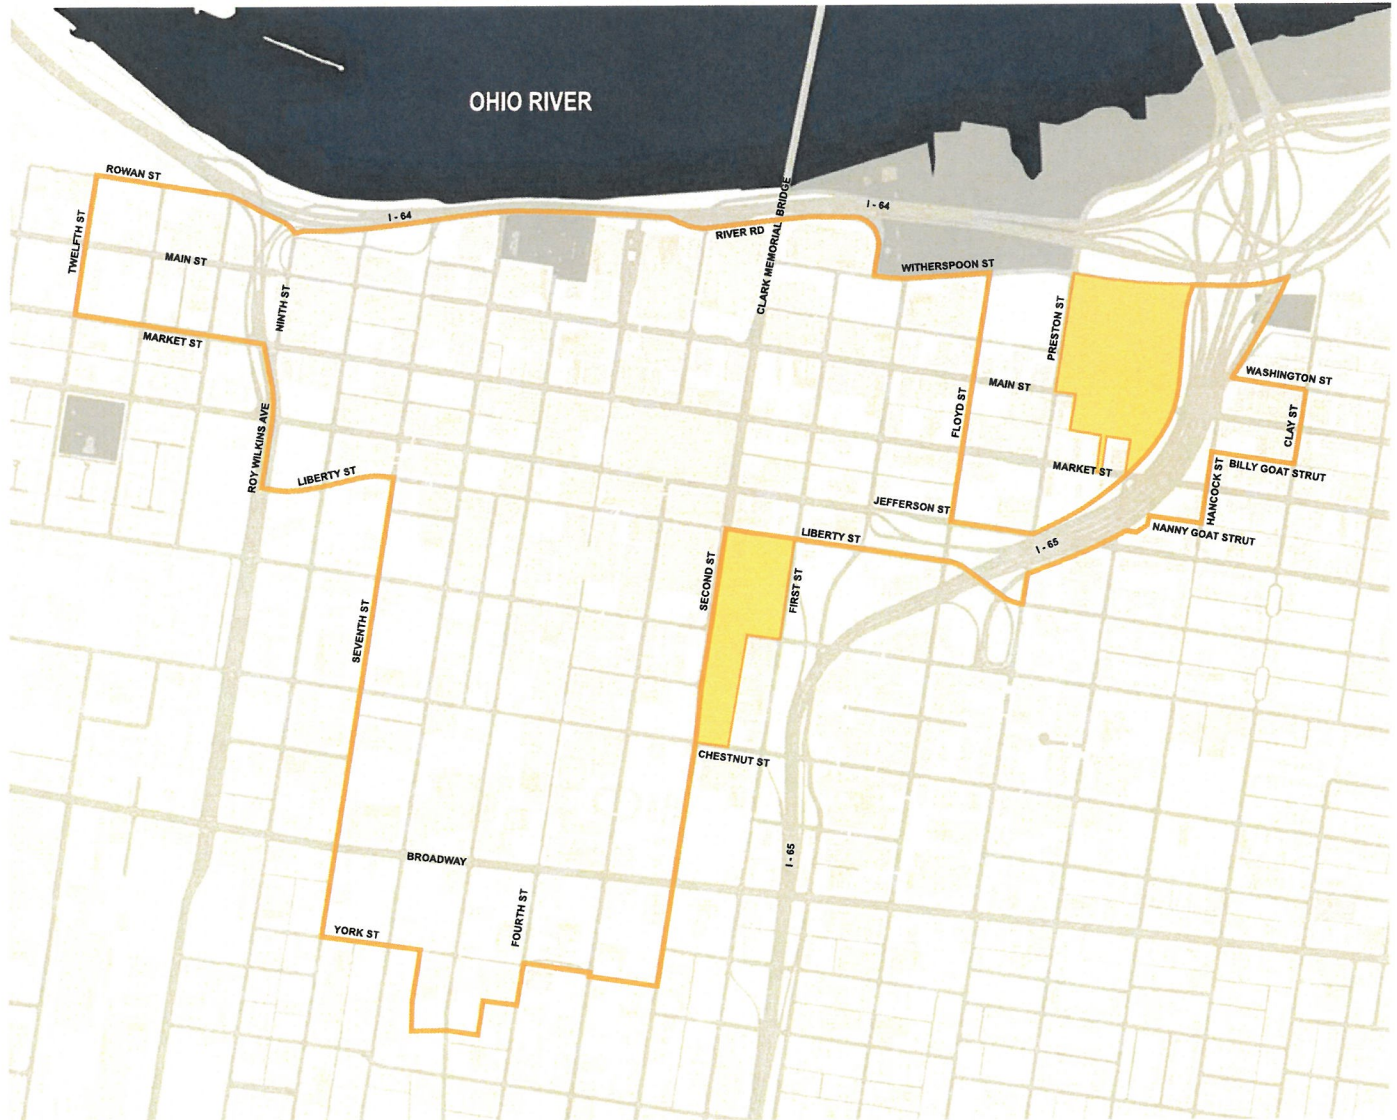 OHIO RIVER
ROWAN ST
TWELFTH ST
I - 64
I - 64
CLARK MEMORIAL BRIDGE
RIVER RD
MAIN ST
WITHERSPOON ST
NINTH ST
PRESTON ST
MARKET ST
MAIN ST
WASHINGTON ST
FLOYD ST
CLAY ST
ROY WILKINS AVE
LIBERTY ST
MARKET ST
BILLY GOAT STRUT
HANCOCK ST
JEFFERSON ST
NANNY GOAT STRUT
LIBERTY ST
I - 65
SECOND ST
FIRST ST
SEVENTH ST
CHESTNUT ST
BROADWAY
I - 65
FOURTH ST
YORK ST